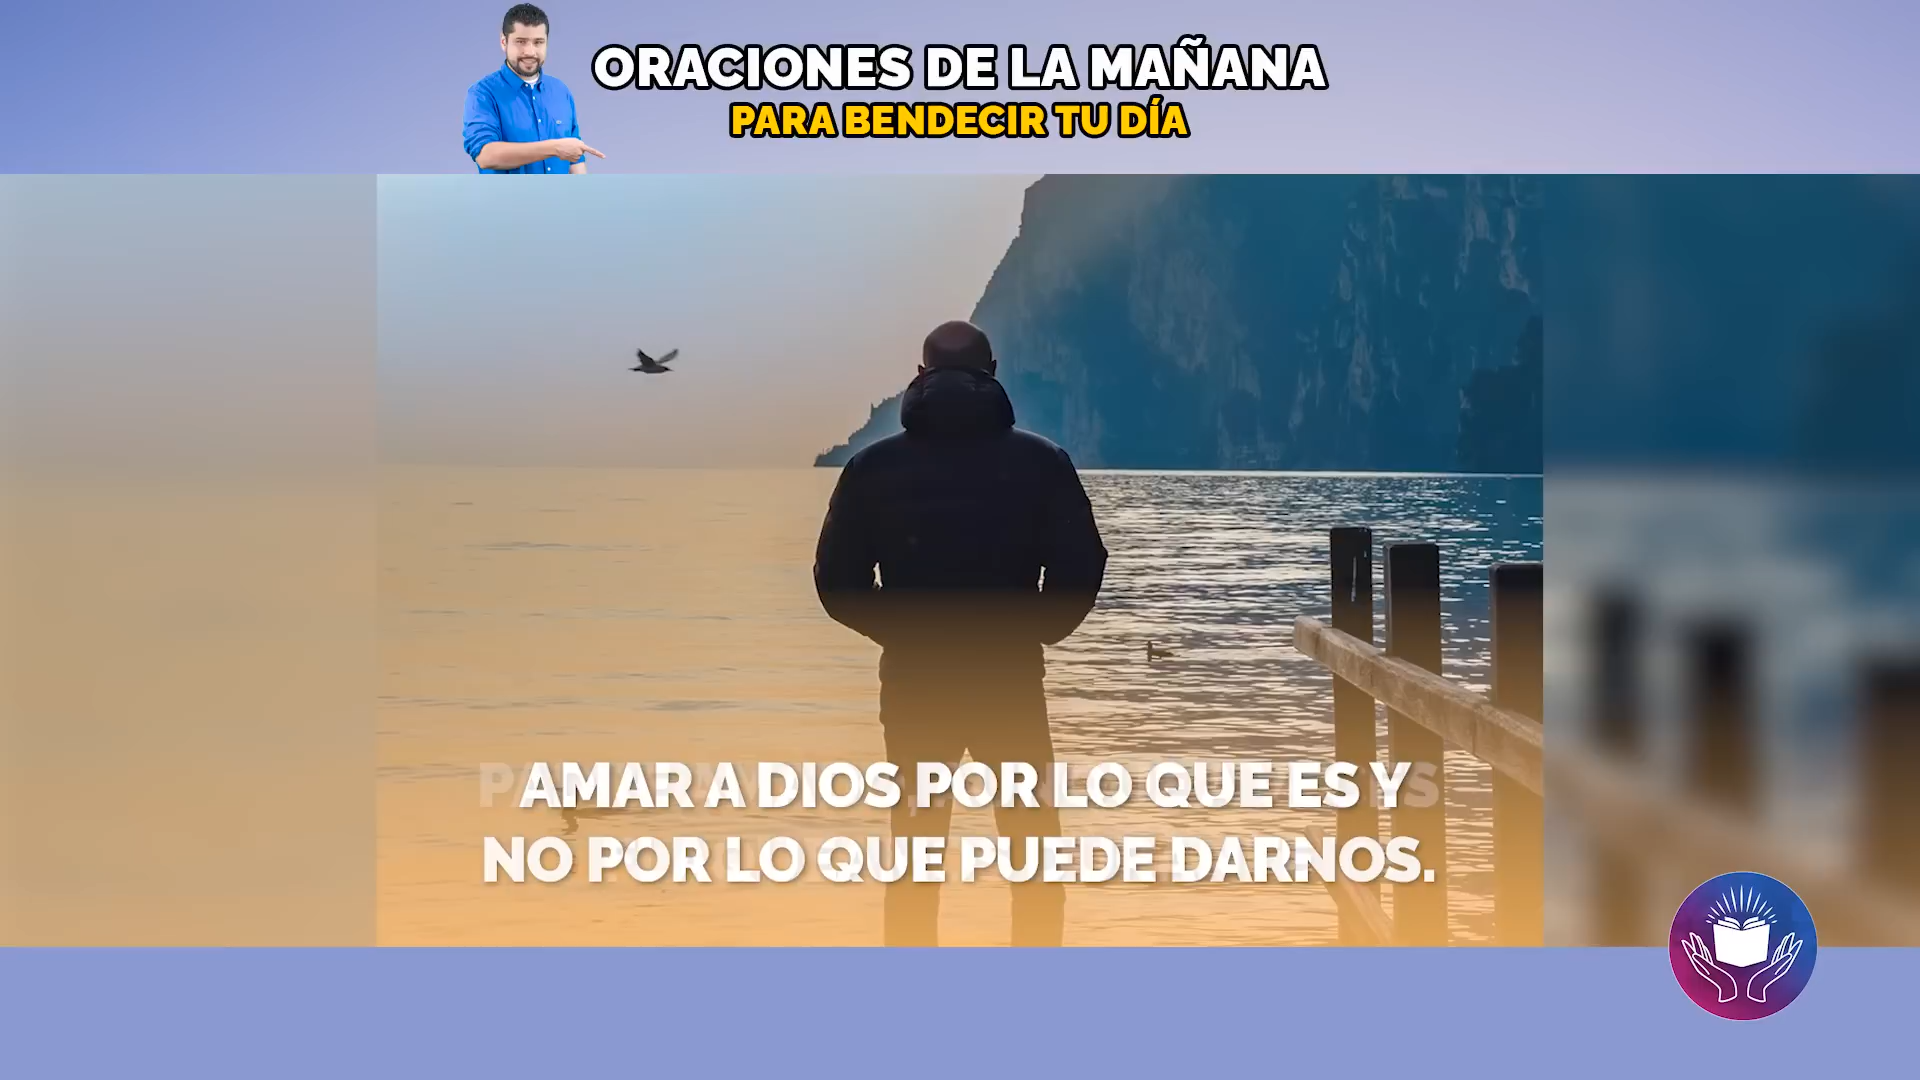 ORACIONES DE LA MAÑANA
PARA BENDECIR TU DÍA
AMAR A DIOS, POR LO QUE ES Y
NO POR LO QUE PUEDE DARNOS.